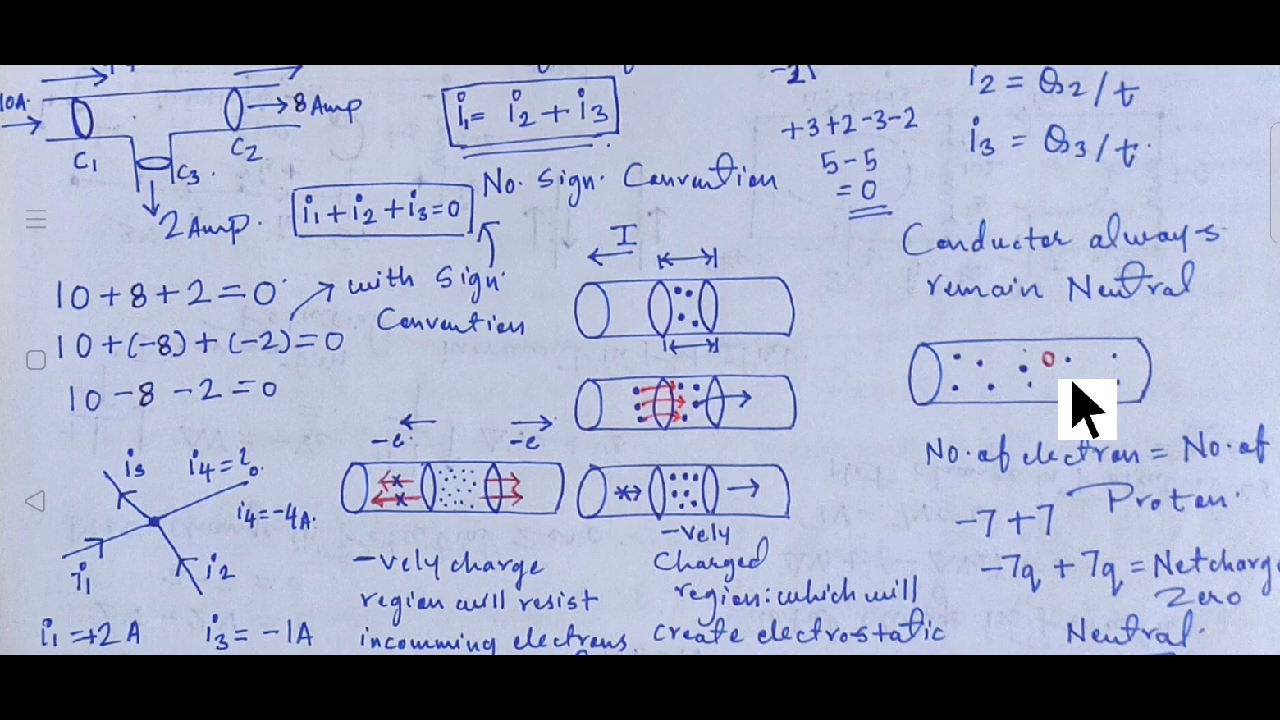 10A.
8 Amp
C1
C2
C3.
2 Amp.
i1 = i2 + i3
No. Sign. Convention
i1 + i2 + i3 = 0
with Sign
Convention
10 + 8 + 2 = 0
10 + (-8) + (-2) = 0
10 - 8 - 2 = 0
i3
i4 = ?
i4 = -4A.
i1
i2
i1 = +2A
i3 = -1A
+3+2-3-2
5-5
= 0
i2 = Q2/t
i3 = Q3/t.
Conductor always
remain Neutral
I
-e
-e
-vely charge
region will resist
incomming electrons
-vely
Charged
region: which will
create electrostatic
No. of electron = No. of
Proton.
-7 + 7
-7q + 7q = Net charge
Zero
Neutral.